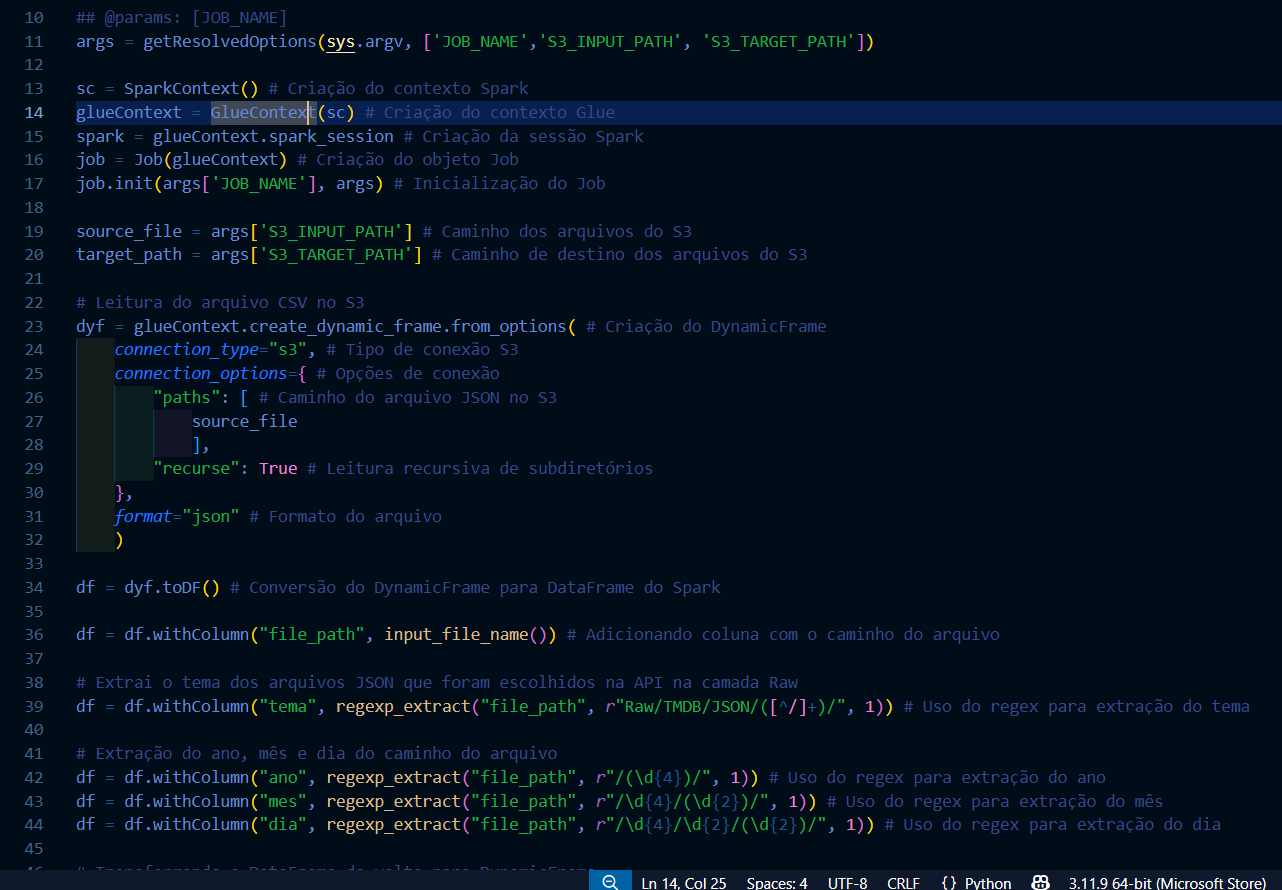 10 ## @params: [JOB_NAME]
11 args = getResolvedOptions(sys.argv, ['JOB_NAME','S3_INPUT_PATH', 'S3_TARGET_PATH'])
12
13 sc = SparkContext() # Criação do contexto Spark
14 glueContext = GlueContext(sc) # Criação do contexto Glue
15 spark = glueContext.spark_session # Criação da sessão Spark
16 job = Job(glueContext) # Criação do objeto Job
17 job.init(args['JOB_NAME'], args) # Inicialização do Job
18
19 source_file = args['S3_INPUT_PATH'] # Caminho dos arquivos do S3
20 target_path = args['S3_TARGET_PATH'] # Caminho de destino dos arquivos do S3
21
22 # Leitura do arquivo CSV no S3
23 dyf = glueContext.create_dynamic_frame.from_options( # Criação do DynamicFrame
24     connection_type="s3", # Tipo de conexão S3
25     connection_options={ # Opções de conexão
26         "paths": [ # Caminho do arquivo JSON no S3
27             source_file
28             ],
29         "recurse": True # Leitura recursiva de subdiretórios
30     },
31     format="json" # Formato do arquivo
32     )
33
34 df = dyf.toDF() # Conversão do DynamicFrame para DataFrame do Spark
35
36 df = df.withColumn("file_path", input_file_name()) # Adicionando coluna com o caminho do arquivo
37
38 # Extrai o tema dos arquivos JSON que foram escolhidos na API na camada Raw
39 df = df.withColumn("tema", regexp_extract("file_path", r"Raw/TMDB/JSON/([^/]+)/", 1)) # Uso do regex para extração do tema
40
41 # Extração do ano, mês e dia do caminho do arquivo
42 df = df.withColumn("ano", regexp_extract("file_path", r"/(\d{4})/", 1)) # Uso do regex para extração do ano
43 df = df.withColumn("mes", regexp_extract("file_path", r"/\d{4}/(\d{2})/", 1)) # Uso do regex para extração do mês
44 df = df.withColumn("dia", regexp_extract("file_path", r"/\d{4}/\d{2}/(\d{2})/", 1)) # Uso do regex para extração do dia
45
Ln 14, Col 25 Spaces: 4 UTF-8 CRLF {} Python 3.11.9 64-bit (Microsoft Store)